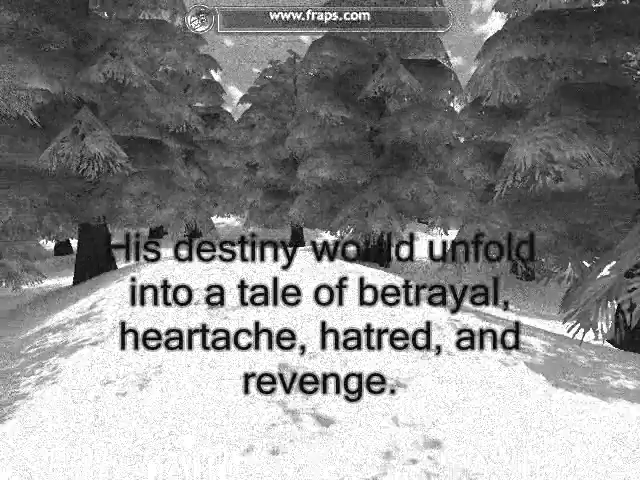 www.fraps.com
His destiny would unfold
into a tale of betrayal,
heartache, hatred, and
revenge.